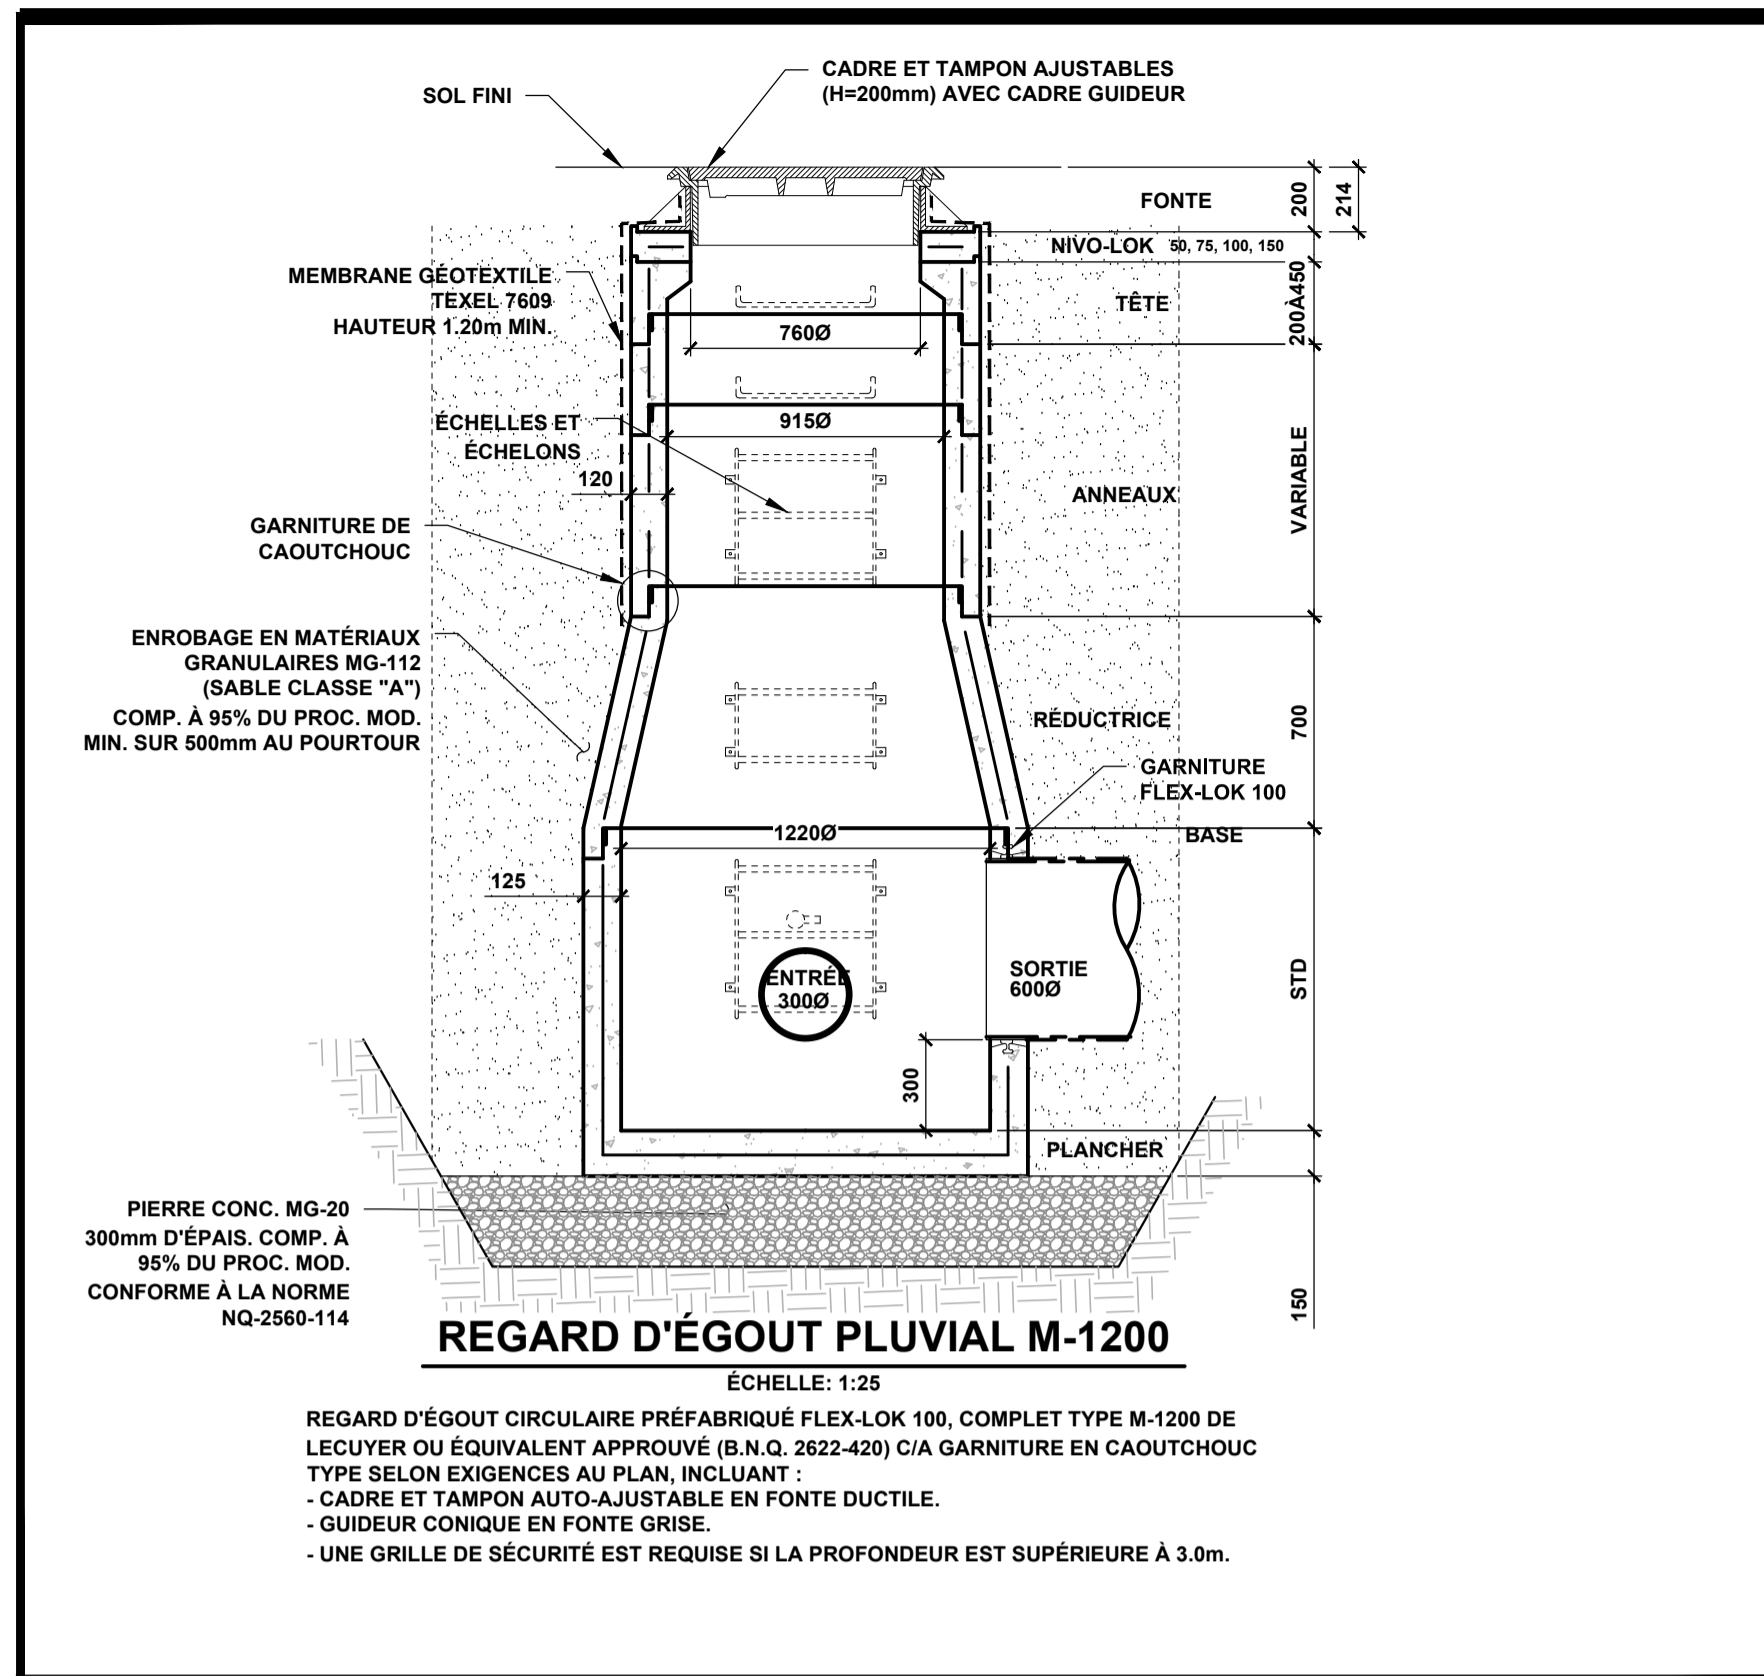 CADRE ET TAMPON AJUSTABLES
(H=200mm) AVEC CADRE GUIDEUR
SOL FINI
FONTE
200
214
NIVO-LOK 50, 75, 100, 150
MEMBRANE GÉOTEXTILE
TEXEL 7609
HAUTEUR 1.20m MIN.
TÊTE
200À450
760Ø
ÉCHELLES ET
ÉCHELONS
915Ø
120
VARIABLE
ANNEAUX
GARNITURE DE
CAOUTCHOUC
ENROBAGE EN MATÉRIAUX
GRANULAIRES MG-112
(SABLE CLASSE "A")
COMP. À 95% DU PROC. MOD.
MIN. SUR 500mm AU POURTOUR
RÉDUCTRICE
700
GARNITURE
FLEX-LOK 100
1220Ø
BASE
125
ENTRÉE
300Ø
SORTIE
600Ø
STD
300
PLANCHER
PIERRE CONC. MG-20
300mm D'ÉPAIS. COMP. À
95% DU PROC. MOD.
CONFORME À LA NORME
NQ-2560-114
150
REGARD D'ÉGOUT PLUVIAL M-1200
ÉCHELLE: 1:25
REGARD D'ÉGOUT CIRCULAIRE PRÉFABRIQUÉ FLEX-LOK 100, COMPLET TYPE M-1200 DE
LECUYER OU ÉQUIVALENT APPROUVÉ (B.N.Q. 2622-420) C/A GARNITURE EN CAOUTCHOUC
TYPE SELON EXIGENCES AU PLAN, INCLUANT :
- CADRE ET TAMPON AUTO-AJUSTABLE EN FONTE DUCTILE.
- GUIDEUR CONIQUE EN FONTE GRISE.
- UNE GRILLE DE SÉCURITÉ EST REQUISE SI LA PROFONDEUR EST SUPÉRIEURE À 3.0m.